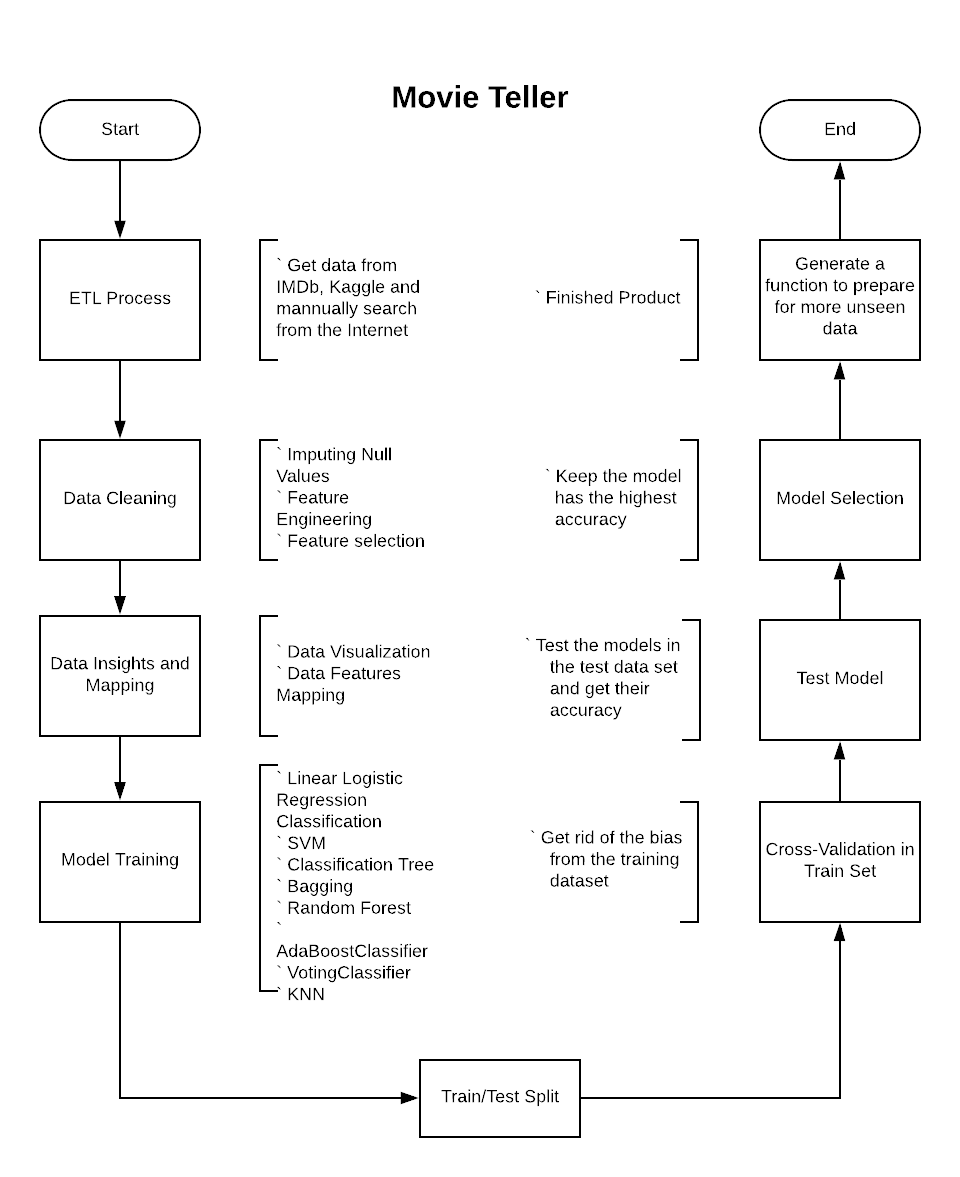 Movie Teller
Start
ETL Process
` Get data from
IMDb, Kaggle and
mannually search
from the Internet
Data Cleaning
` Imputing Null
Values
` Feature
Engineering
` Feature selection
Data Insights and
Mapping
` Data Visualization
` Data Features
Mapping
Model Training
` Linear Logistic
Regression
Classification
` SVM
` Classification Tree
` Bagging
` Random Forest
`
AdaBoostClassifier
` VotingClassifier
` KNN
Train/Test Split
Cross-Validation in
Train Set
` Get rid of the bias
from the training
dataset
Test Model
` Test the models in
the test data set
and get their
accuracy
Model Selection
` Keep the model
has the highest
accuracy
Generate a
function to prepare
for more unseen
data
` Finished Product
End